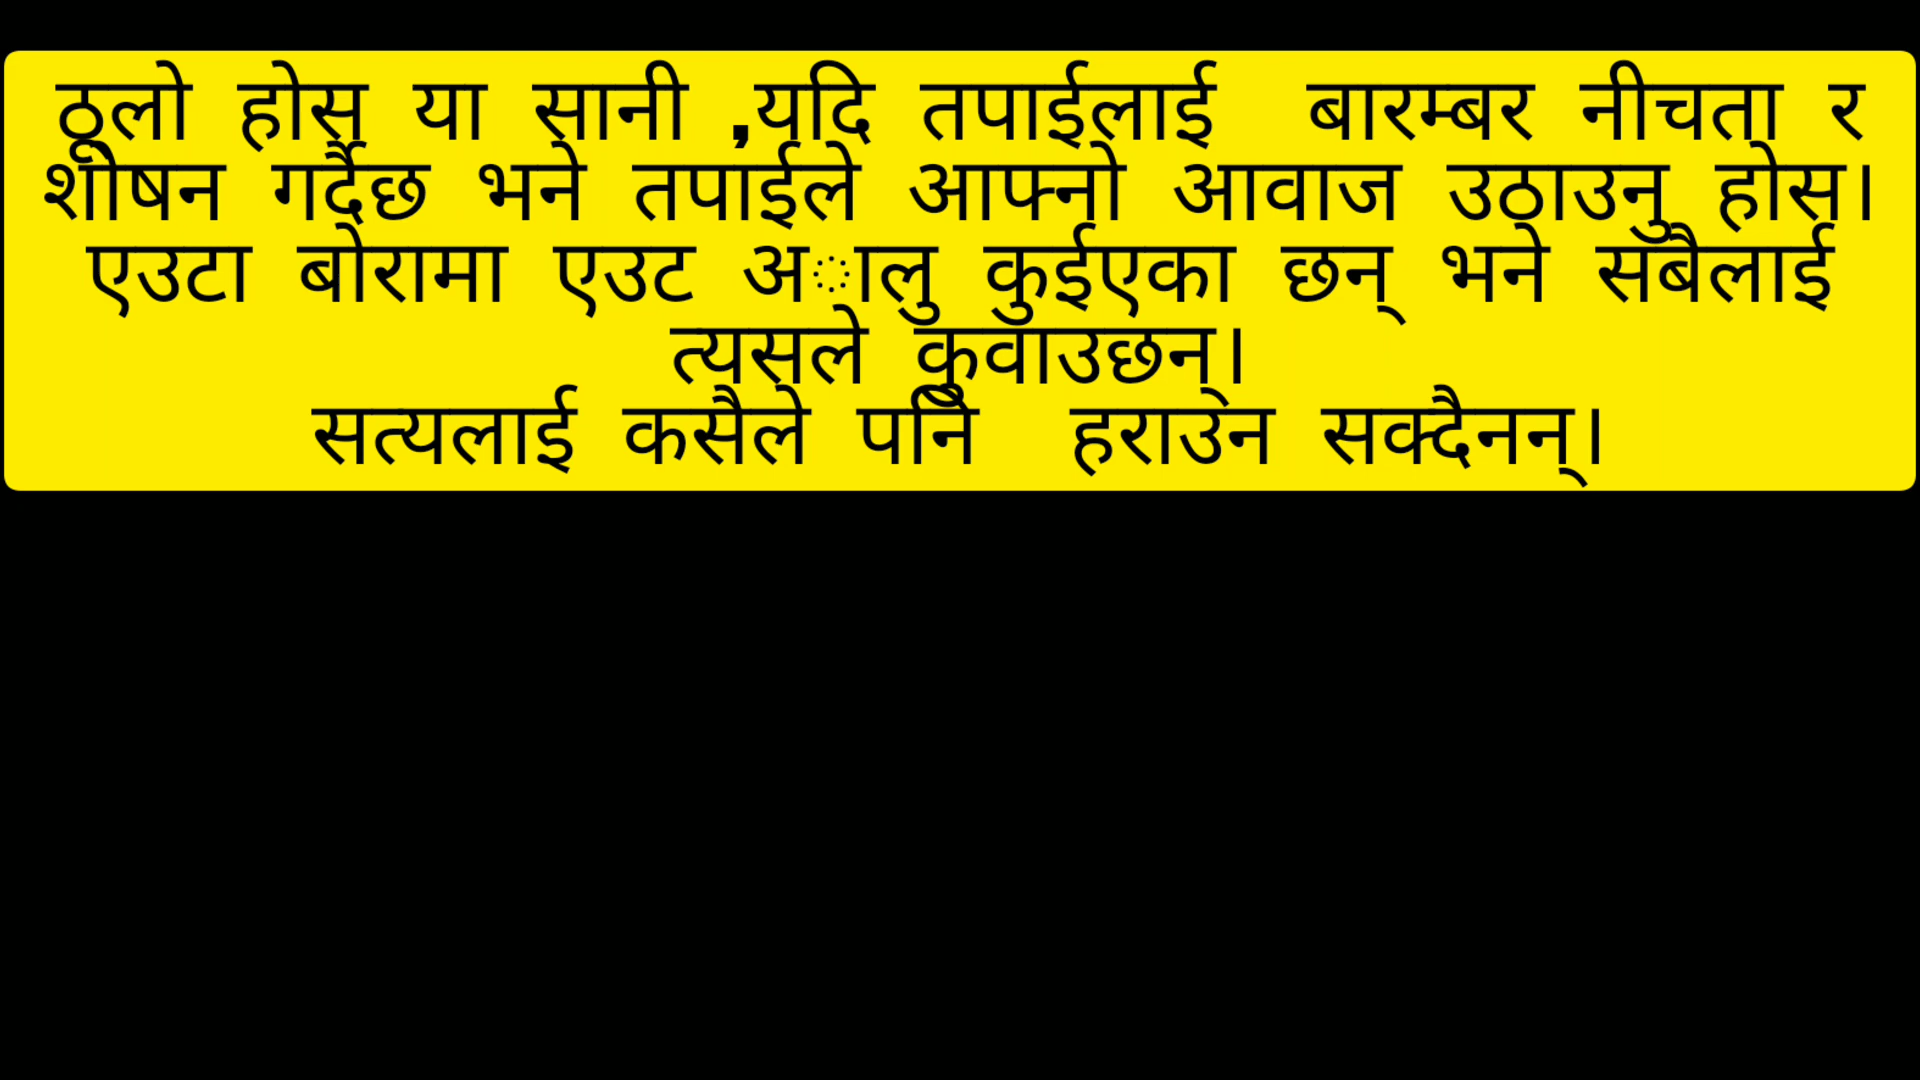 ठूलो होस् या सानी ,यदि तपाईलाई बारम्बर नीचता र
शोषन गर्दैछ भने तपाईले आफ्नो आवाज उठाउनु होस।
एउटा बोरामा एउट अालु कुईएका छन् भने सबैलाई
त्यसले कुवाउछन्।
सत्यलाई कसैले पनि हराउन सक्दैनन्।